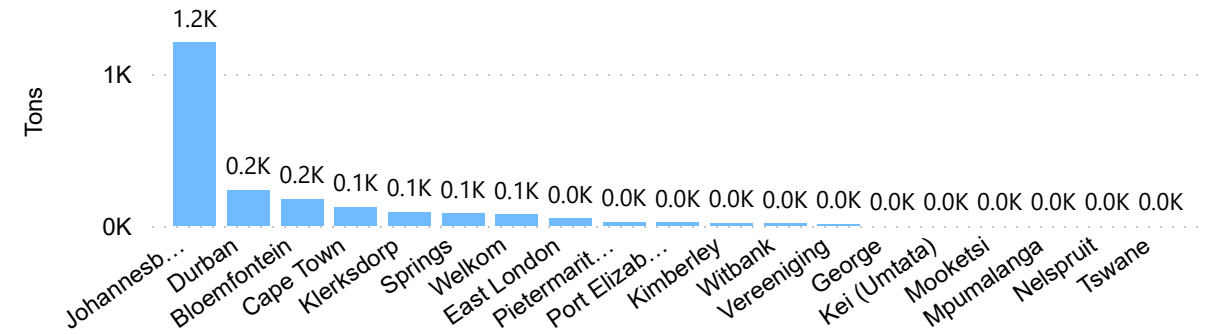 1.2K
1K
Tons
0.2K 0.2K 0.1K 0.1K 0.1K 0.1K 0.0K 0.0K 0.0K 0.0K 0.0K 0.0K 0.0K 0.0K 0.0K 0.0K 0.0K 0.0K
0K
Johannesb...
Durban
Bloemfontein
Cape Town
Klerksdorp
Springs
Welkom
East London
Pietermarit...
Port Elizab...
Kimberley
Witbank
Vereeniging
George
Kei (Umtata)
Mooketsi
Mpumalanga
Nelspruit
Tswane